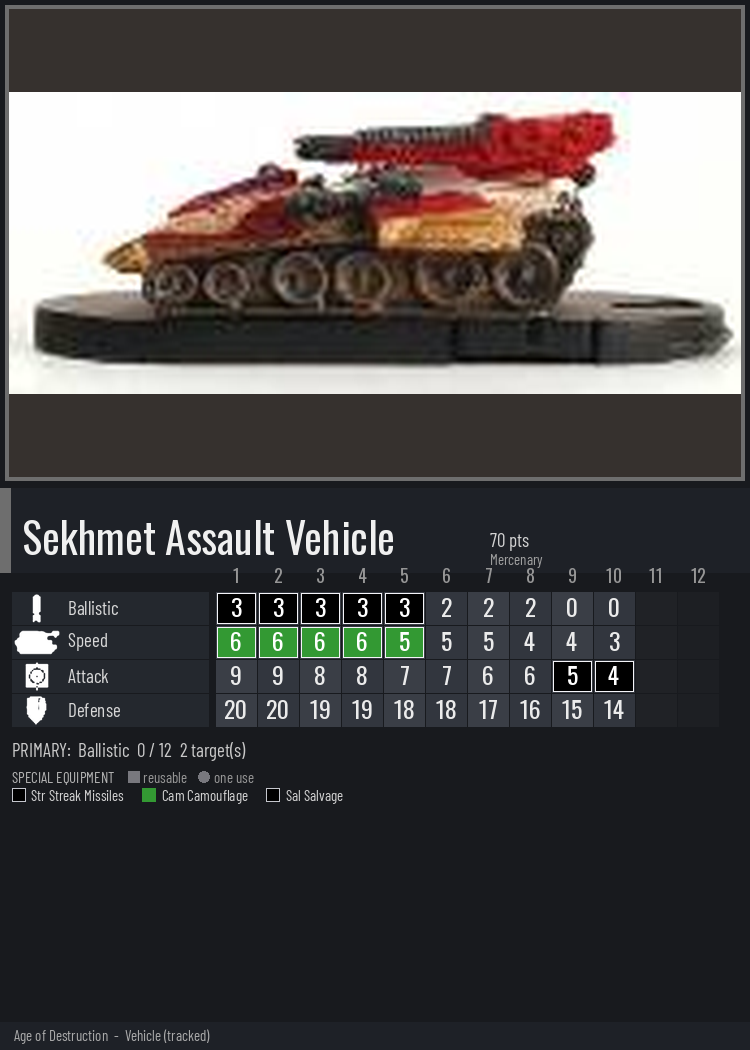 Sekhmet Assault Vehicle
70 pts
Mercenary
1 2 3 4 5 6 7 8 9 10 11 12
Ballistic 3 3 3 3 3 2 2 2 0 0
Speed 6 6 6 6 5 5 5 4 4 3
Attack 9 9 8 8 7 7 6 6 5 4
Defense 20 20 19 19 18 18 17 16 15 14
PRIMARY: Ballistic 0 / 12 2 target(s)
SPECIAL EQUIPMENT reusable one use
Str Streak Missiles Cam Camouflage Sal Salvage
Age of Destruction - Vehicle (tracked)